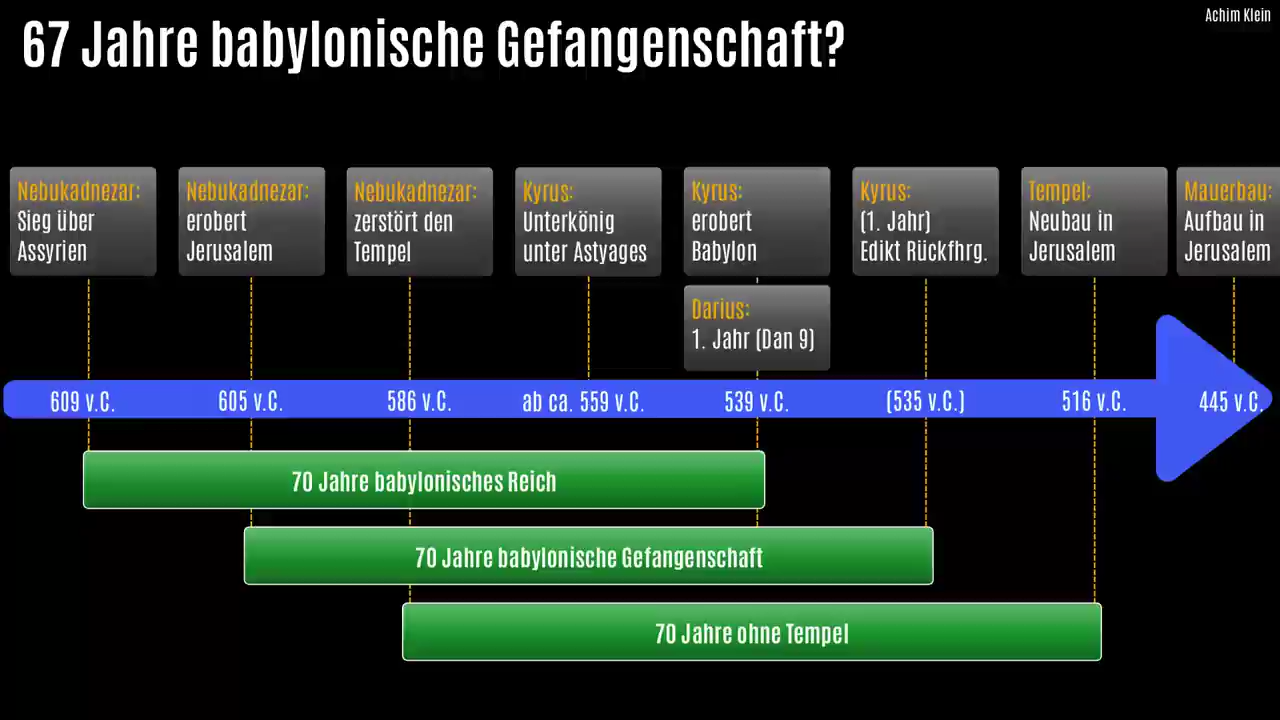 Achim Klein
67 Jahre babylonische Gefangenschaft?
Nebukadnezar:
Sieg über
Assyrien
Nebukadnezar:
erobert
Jerusalem
Nebukadnezar:
zerstört den
Tempel
Kyrus:
Unterkönig
unter Astyages
Kyrus:
erobert
Babylon
Kyrus:
(1. Jahr)
Edikt Rückfhrg.
Tempel:
Neubau in
Jerusalem
Mauerbau:
Aufbau in
Jerusalem
Darius:
1. Jahr (Dan 9)
609 v.C.
605 v.C.
586 v.C.
ab ca. 559 v.C.
539 v.C.
(535 v.C.)
516 v.C.
445 v.C.
70 Jahre babylonisches Reich
70 Jahre babylonische Gefangenschaft
70 Jahre ohne Tempel